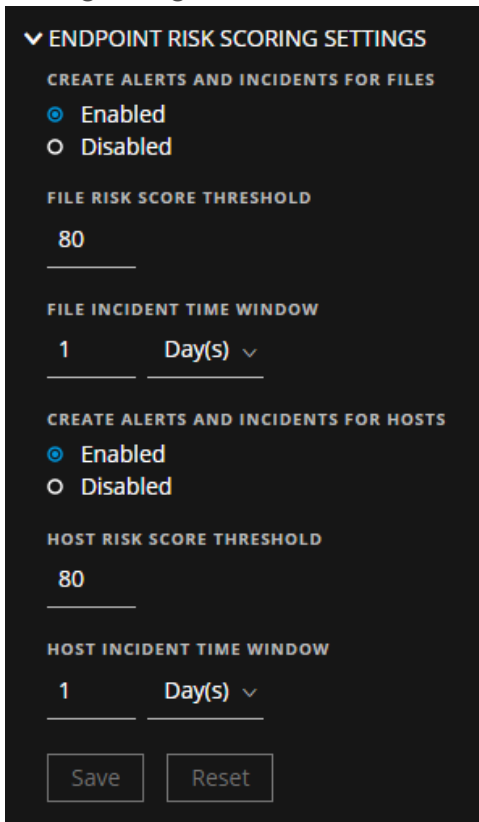 ENDPOINT RISK SCORING SETTINGS
CREATE ALERTS AND INCIDENTS FOR FILES
Enabled
Disabled
FILE RISK SCORE THRESHOLD
80
FILE INCIDENT TIME WINDOW
1 Day(s)
CREATE ALERTS AND INCIDENTS FOR HOSTS
Enabled
Disabled
HOST RISK SCORE THRESHOLD
80
HOST INCIDENT TIME WINDOW
1 Day(s)
Save Reset